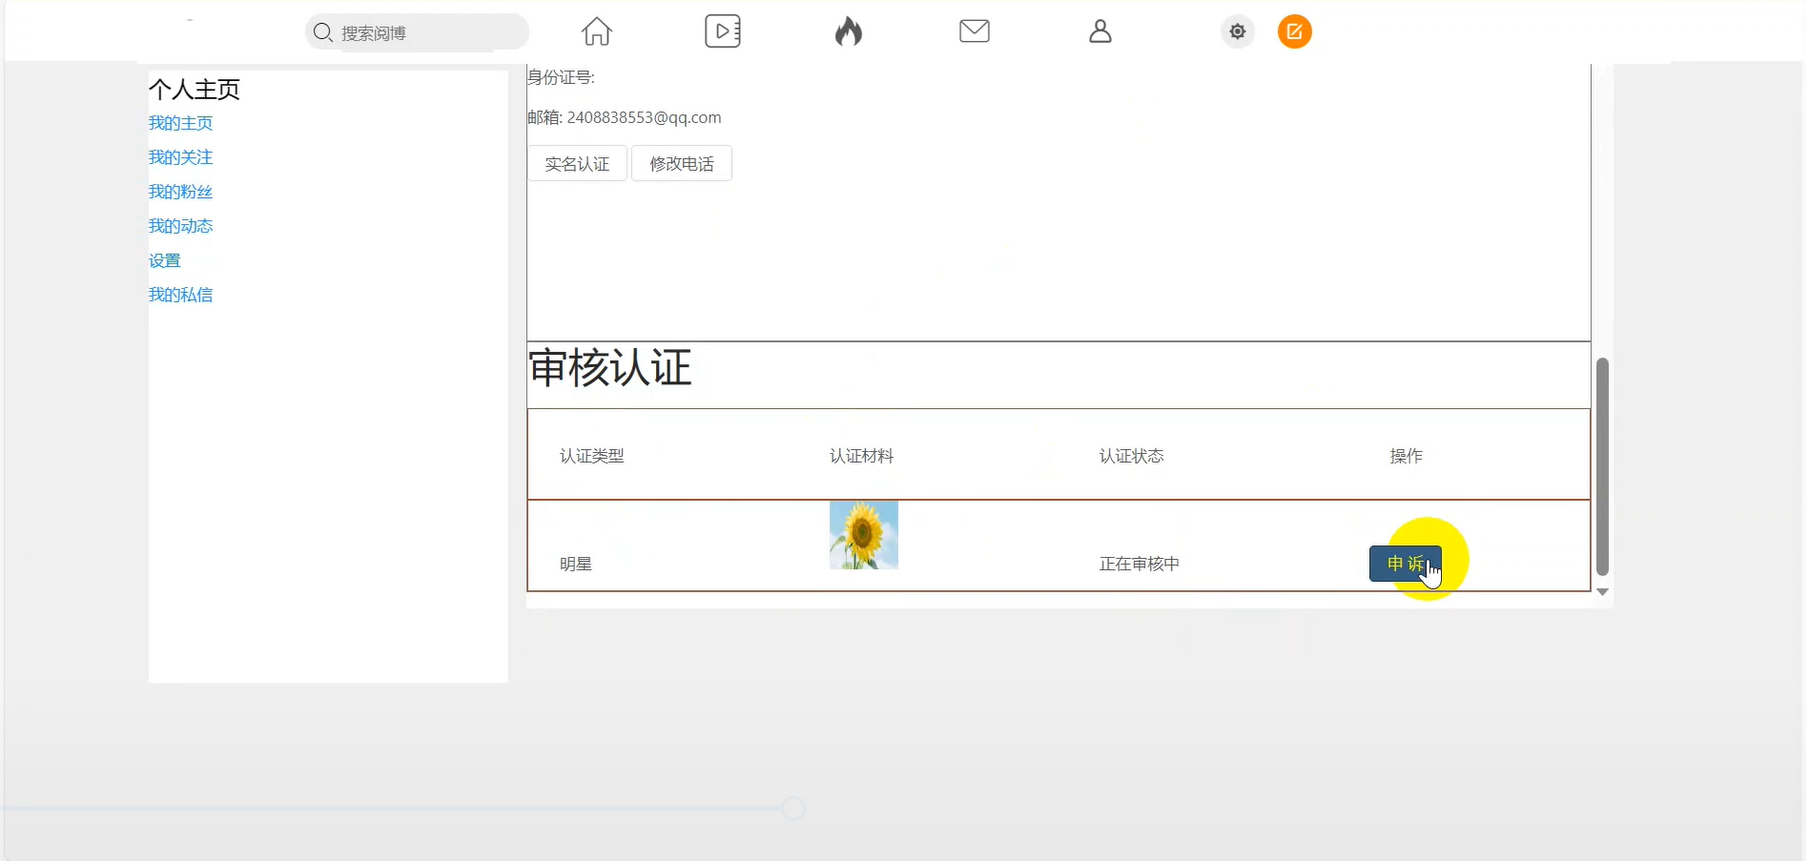 搜索阅博
个人主页
我的主页
我的关注
我的粉丝
我的动态
设置
我的私信
身份证号:
邮箱: 2408838553@qq.com
实名认证 修改电话
审核认证
认证类型 认证材料 认证状态 操作
明星 正在审核中 申诉